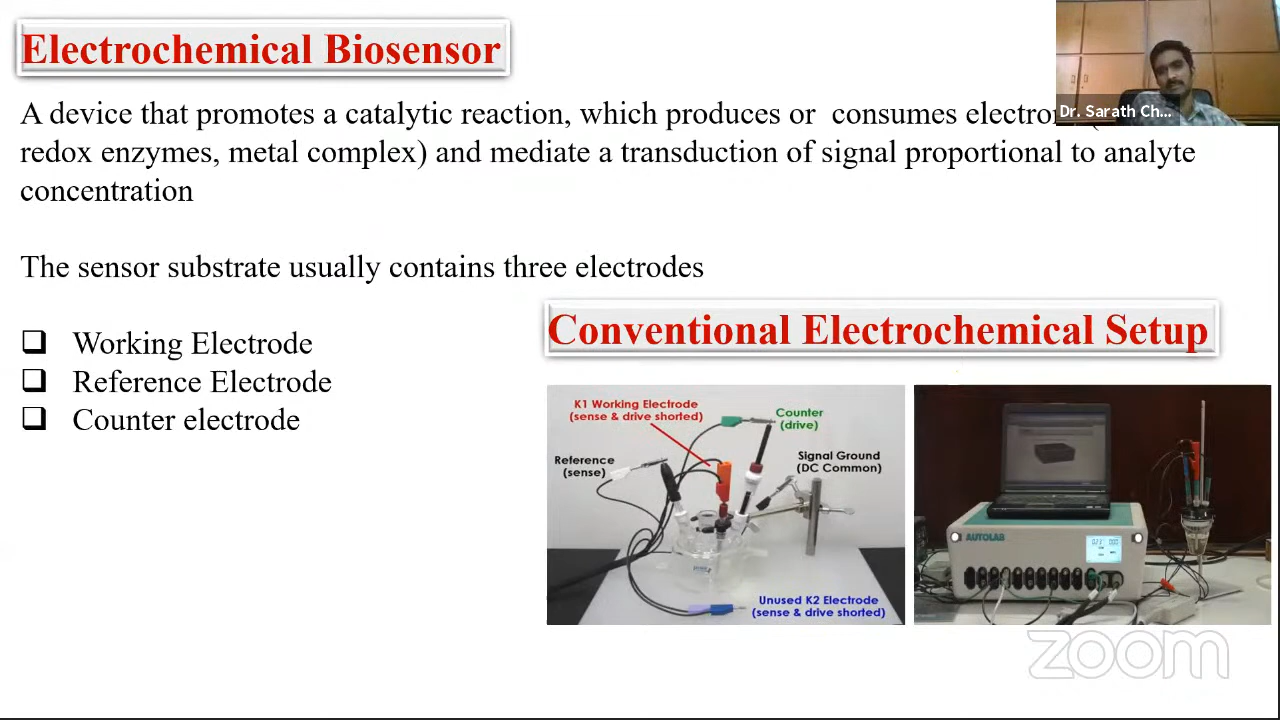 Electrochemical Biosensor
Dr. Sarath Ch...
A device that promotes a catalytic reaction, which produces or consumes
redox enzymes, metal complex) and mediate a transduction of signal proportional to analyte
concentration
The sensor substrate usually contains three electrodes
Working Electrode
Reference Electrode
Counter electrode
Conventional Electrochemical Setup
K1 Working Electrode
(sense & drive shorted)
Counter
(drive)
Reference
(sense)
Signal Ground
(DC Common)
Unused K2 Electrode
(sense & drive shorted)
AUTOLAB
zoom